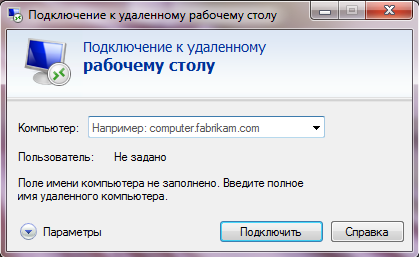 Подключение к удаленному рабочему столу
Подключение к удаленному
рабочему столу
Компьютер: Например: computer.fabrikam.com
Пользователь: Не задано
Поле имени компьютера не заполнено. Введите полное
имя удаленного компьютера.
Параметры Подключить Справка